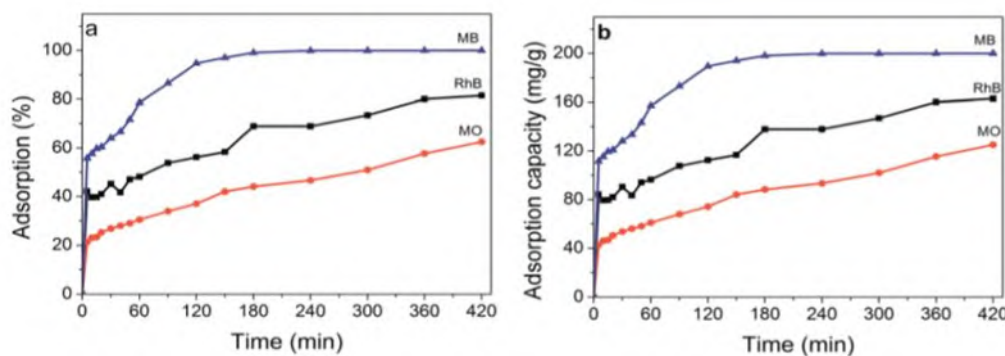 a
MB
RhB
MO
Adsorption (%)
100
80
60
40
20
0
0 60 120 180 240 300 360 420
Time (min)
b
MB
RhB
MO
Adsorption capacity (mg/g)
200
160
120
80
40
0
0 60 120 180 240 300 360 420
Time (min)